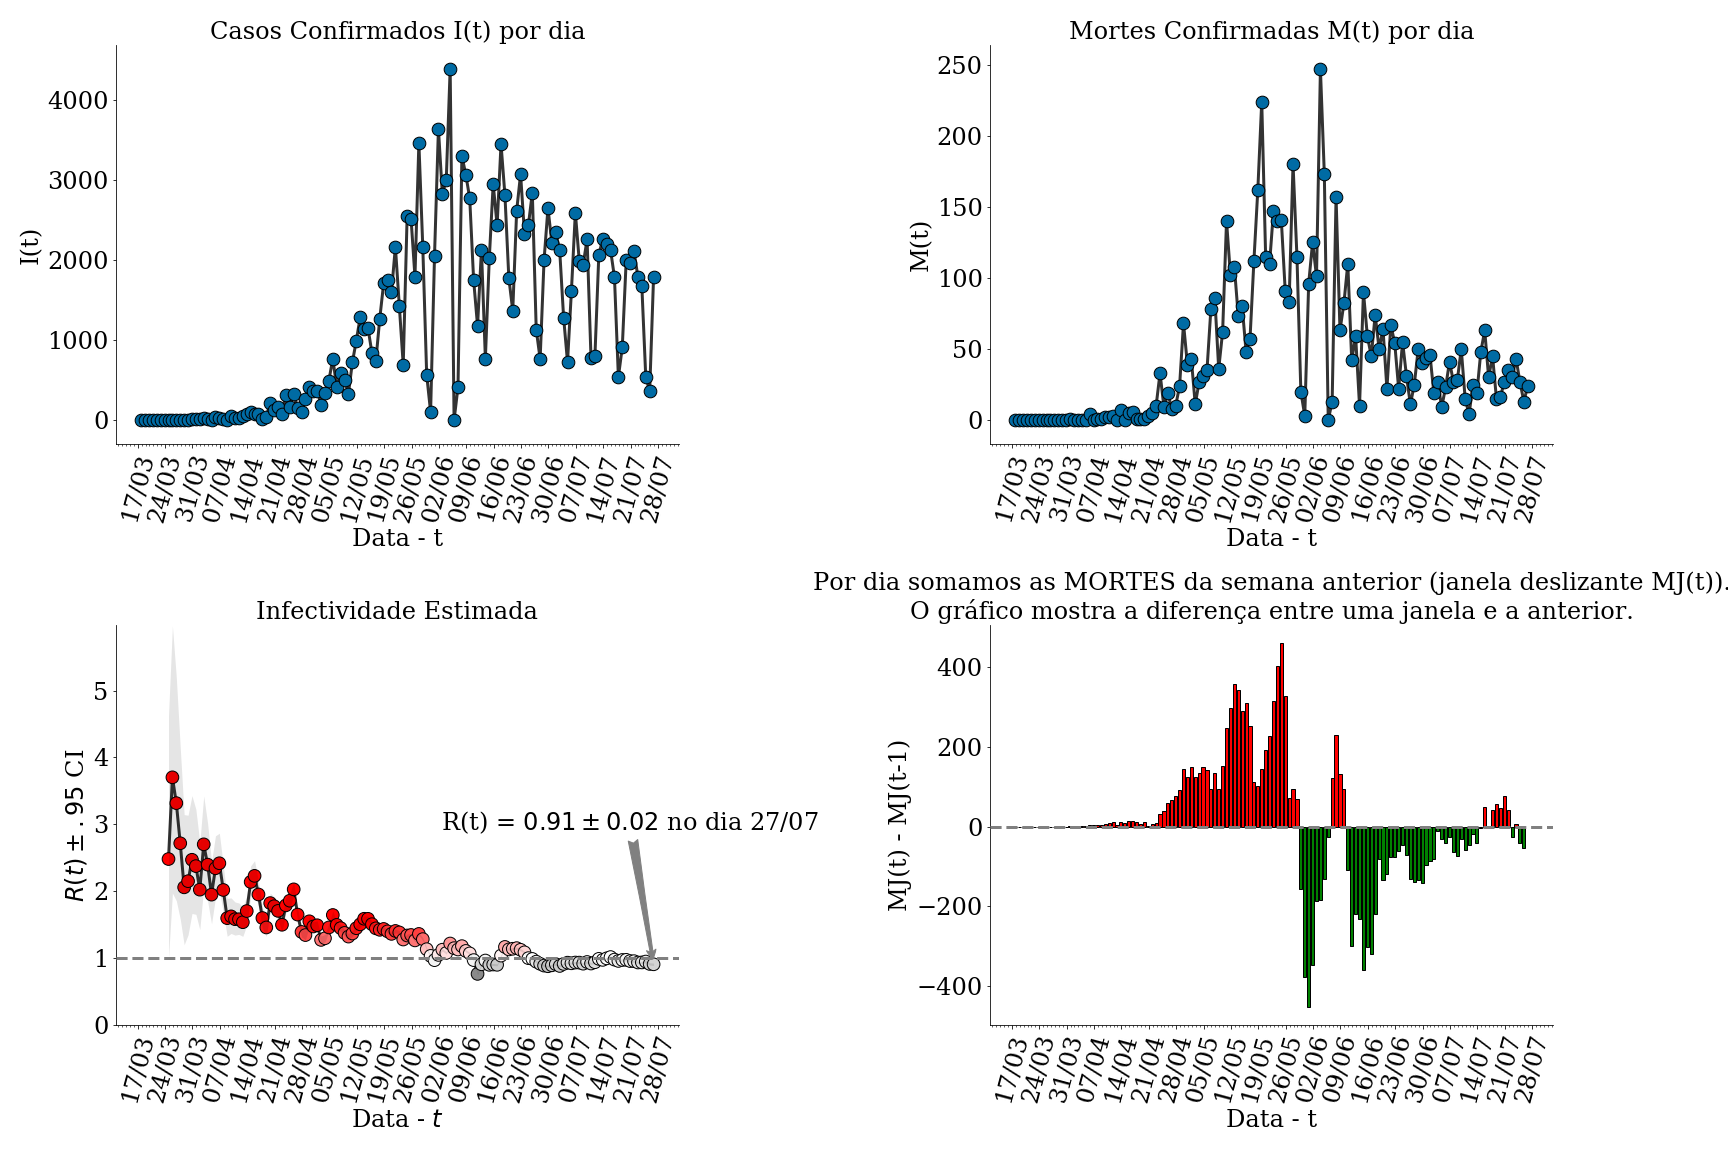 Casos Confirmados I(t) por dia
I(t)
4000
3000
2000
1000
0
17/03 24/03 31/03 07/04 14/04 21/04 28/04 05/05 12/05 19/05 26/05 02/06 09/06 16/06 23/06 30/06 07/07 14/07 21/07 28/07
Data - t
Mortes Confirmadas M(t) por dia
M(t)
250
200
150
100
50
0
17/03 24/03 31/03 07/04 14/04 21/04 28/04 05/05 12/05 19/05 26/05 02/06 09/06 16/06 23/06 30/06 07/07 14/07 21/07 28/07
Data - t
Infectividade Estimada
R(t) ± .95 CI
5
4
3
2
1
0
R(t) = 0.91 ± 0.02 no dia 27/07
17/03 24/03 31/03 07/04 14/04 21/04 28/04 05/05 12/05 19/05 26/05 02/06 09/06 16/06 23/06 30/06 07/07 14/07 21/07 28/07
Data - t
Por dia somamos as MORTES da semana anterior (janela deslizante MJ(t)).
O gráfico mostra a diferença entre uma janela e a anterior.
MJ(t) - MJ(t-1)
400
200
0
−200
−400
17/03 24/03 31/03 07/04 14/04 21/04 28/04 05/05 12/05 19/05 26/05 02/06 09/06 16/06 23/06 30/06 07/07 14/07 21/07 28/07
Data - t